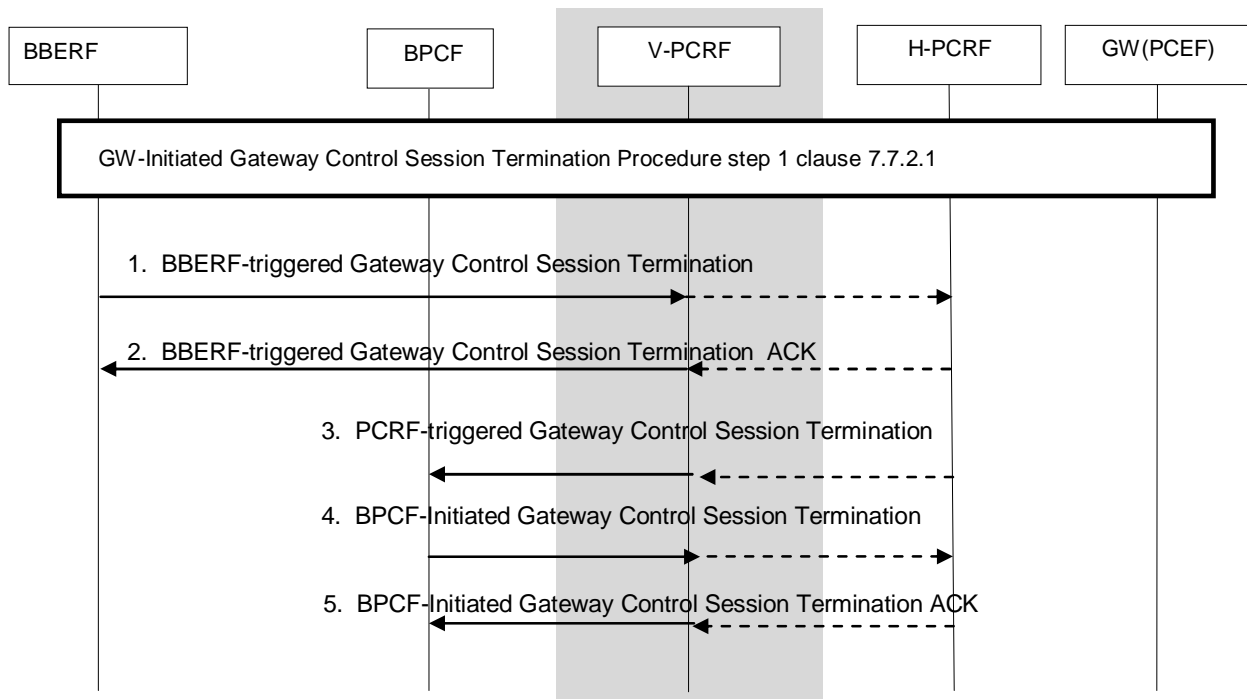 BBERF
BPCF
V-PCRF
H-PCRF
GW(PCEF)
GW-Initiated Gateway Control Session Termination Procedure step 1 clause 7.7.2.1
1. BBERF-triggered Gateway Control Session Termination
2. BBERF-triggered Gateway Control Session Termination ACK
3. PCRF-triggered Gateway Control Session Termination
4. BPCF-Initiated Gateway Control Session Termination
5. BPCF-Initiated Gateway Control Session Termination ACK